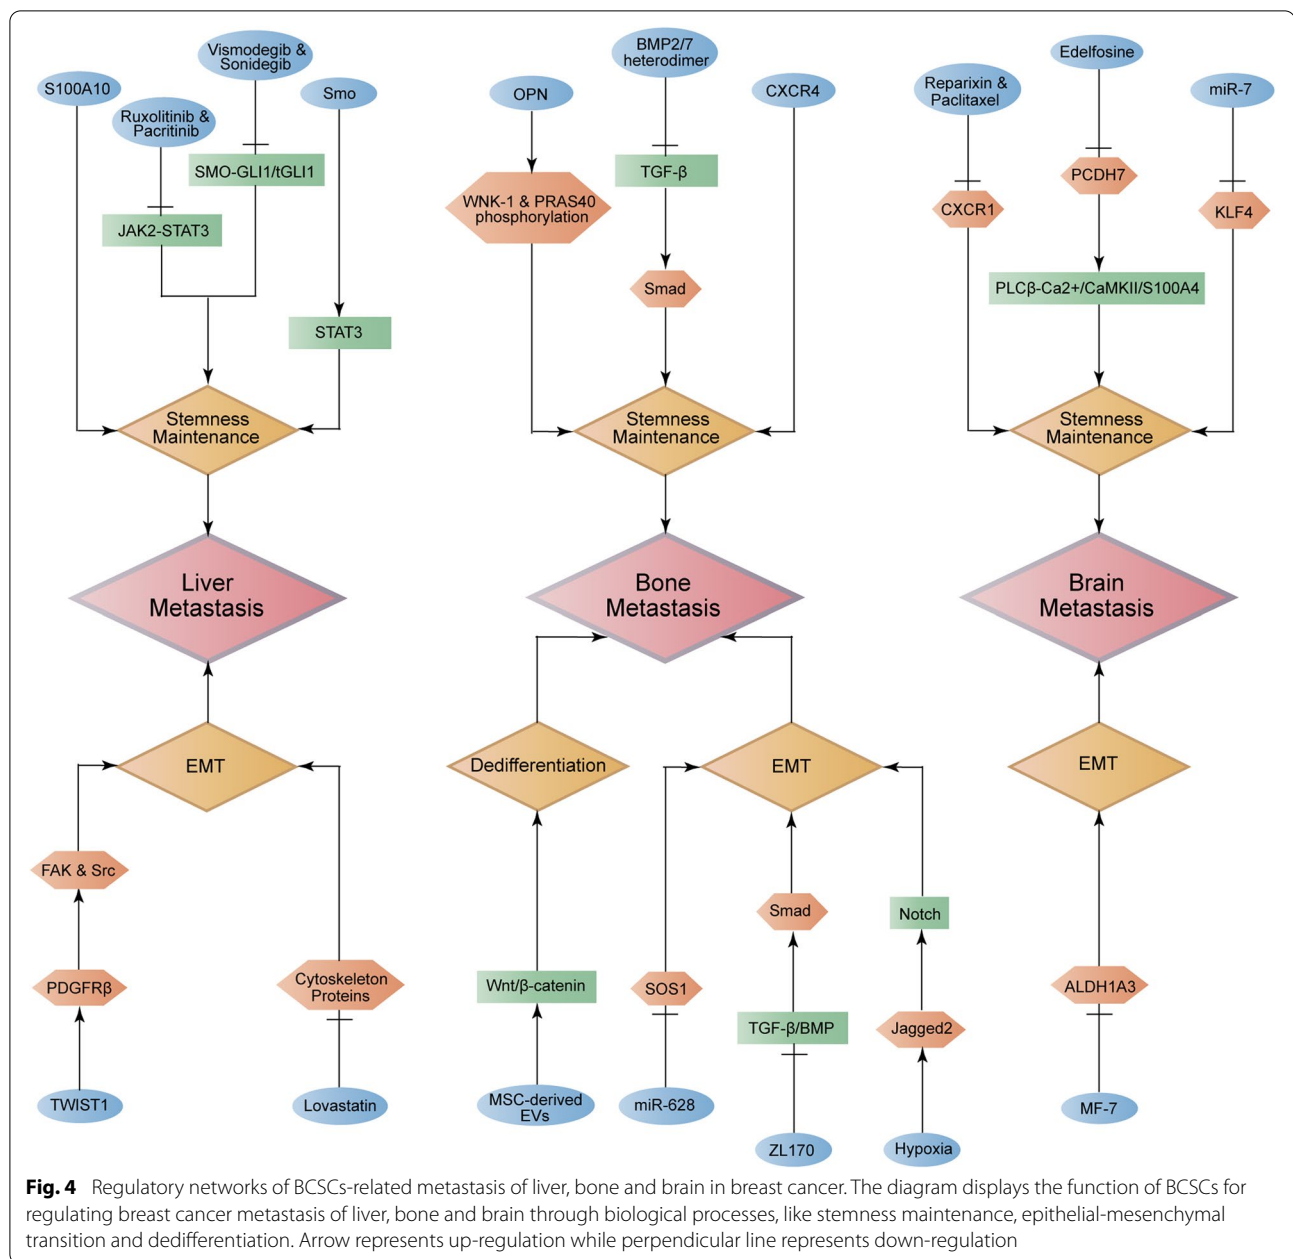 S100A10
Ruxolitinib &
Pacritinib
Vismodegib &
Sonidegib
Smo
SMO-GLI1/tGLI1
JAK2-STAT3
STAT3
Stemness
Maintenance
Liver
Metastasis
EMT
FAK & Src
PDGFRβ
TWIST1
Cytoskeleton
Proteins
Lovastatin
OPN
BMP2/7
heterodimer
CXCR4
WNK-1 & PRAS40
phosphorylation
TGF-β
Smad
Stemness
Maintenance
Bone
Metastasis
Dedifferentiation
EMT
Wnt/β-catenin
MSC-derived
EVs
SOS1
miR-628
Smad
TGF-β/BMP
ZL170
Notch
Jagged2
Hypoxia
Reparixin &
Paclitaxel
Edelfosine
miR-7
CXCR1
PCDH7
KLF4
PLCβ-Ca2+/CaMKII/S100A4
Stemness
Maintenance
Brain
Metastasis
EMT
ALDH1A3
MF-7
Fig. 4 Regulatory networks of BCSCs-related metastasis of liver, bone and brain in breast cancer. The diagram displays the function of BCSCs for
regulating breast cancer metastasis of liver, bone and brain through biological processes, like stemness maintenance, epithelial-mesenchymal
transition and dedifferentiation. Arrow represents up-regulation while perpendicular line represents down-regulation